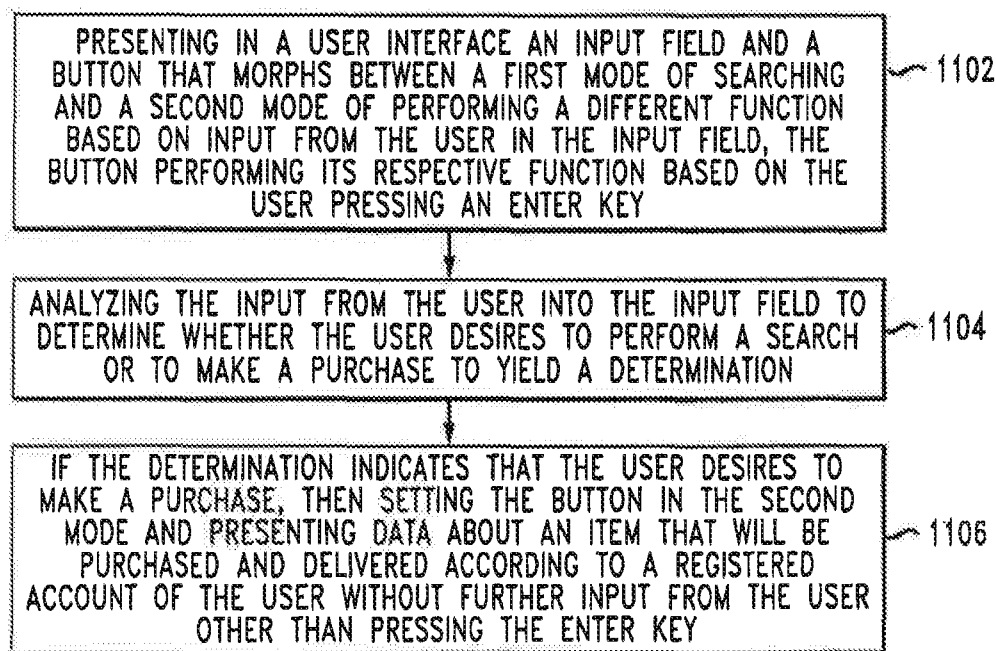 PRESENTING IN A USER INTERFACE AN INPUT FIELD AND A
BUTTON THAT MORPHS BETWEEN A FIRST MODE OF SEARCHING
AND A SECOND MODE OF PERFORMING A DIFFERENT FUNCTION
BASED ON INPUT FROM THE USER IN THE INPUT FIELD, THE
BUTTON PERFORMING ITS RESPECTIVE FUNCTION BASED ON THE
USER PRESSING AN ENTER KEY
1102
ANALYZING THE INPUT FROM THE USER INTO THE INPUT FIELD TO
DETERMINE WHETHER THE USER DESIRES TO PERFORM A SEARCH
OR TO MAKE A PURCHASE TO YIELD A DETERMINATION
1104
IF THE DETERMINATION INDICATES THAT THE USER DESIRES TO
MAKE A PURCHASE, THEN SETTING THE BUTTON IN THE SECOND
MODE AND PRESENTING DATA ABOUT AN ITEM THAT WILL BE
PURCHASED AND DELIVERED ACCORDING TO A REGISTERED
ACCOUNT OF THE USER WITHOUT FURTHER INPUT FROM THE USER
OTHER THAN PRESSING THE ENTER KEY
1106